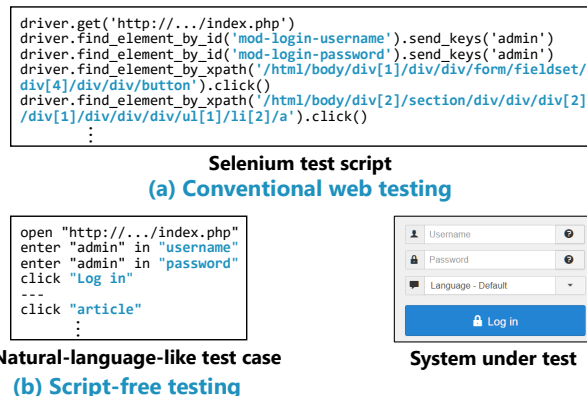 driver.get('http://.../index.php')
driver.find_element_by_id('mod-login-username').send_keys('admin')
driver.find_element_by_id('mod-login-password').send_keys('admin')
driver.find_element_by_xpath('/html/body/div[1]/div/div/form/fieldset/
div[4]/div/div/button').click()
driver.find_element_by_xpath('/html/body/div[2]/section/div/div/div[2]
/div[1]/div/div/div/ul[1]/li[2]/a').click()
⋮
Selenium test script
(a) Conventional web testing
open "http://.../index.php"
enter "admin" in "username"
enter "admin" in "password"
click "Log in"
---
click "article"
⋮
Natural-language-like test case
(b) Script-free testing
Username
Password
Language - Default
Log in
System under test